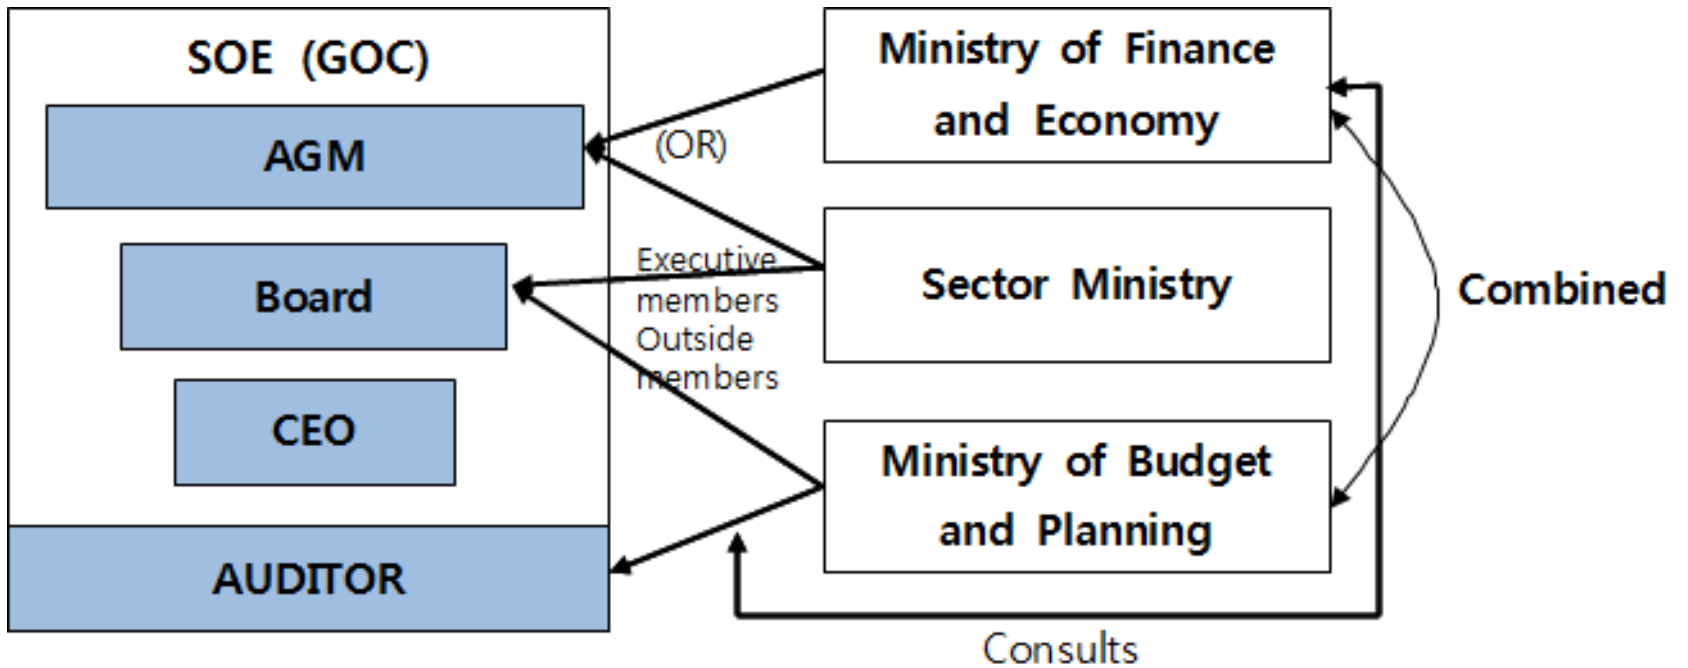 SOE (GOC)
AGM
Board
CEO
AUDITOR
(OR)
Executive
members
Outside
members
Ministry of Finance
and Economy
Sector Ministry
Ministry of Budget
and Planning
Combined
Consults